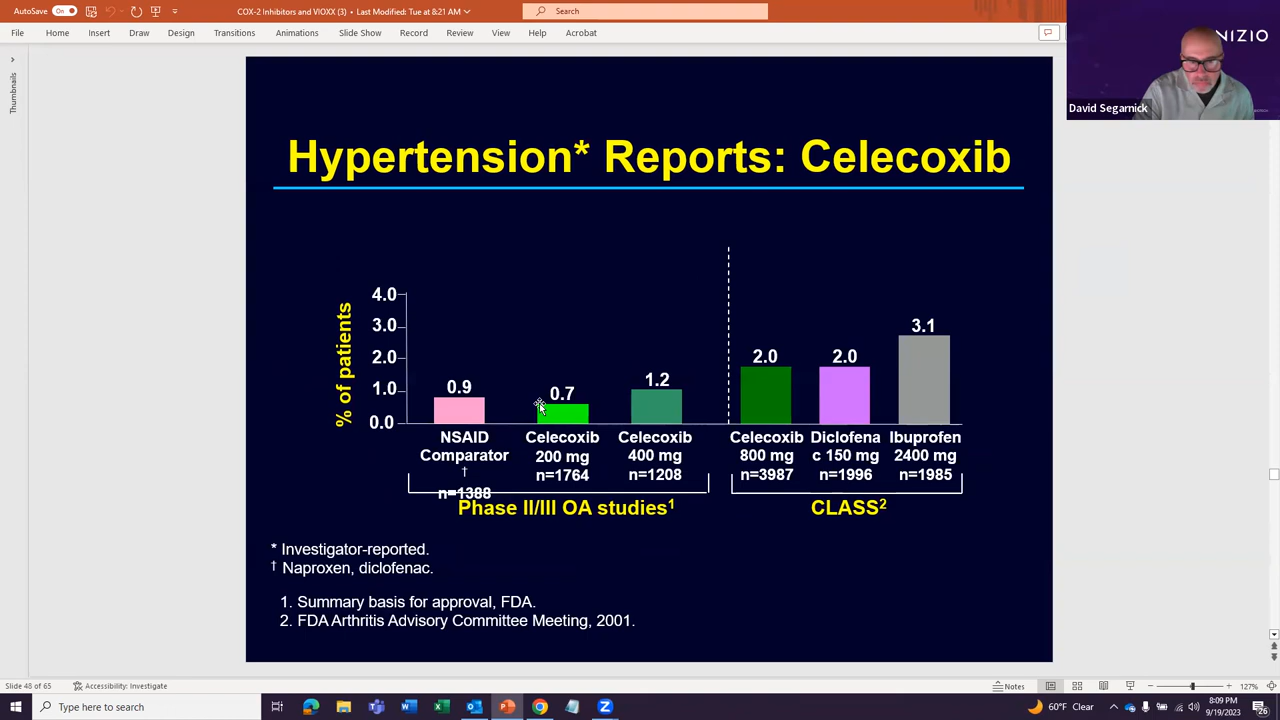 AutoSave On COX-2 Inhibitors and VIOXX (3) • Last Modified: Tue at 8:21 AM Search
File Home Insert Draw Design Transitions Animations Slide Show Record Review View Help Acrobat
NIZIO
David Segarnick
Thumbnails
Hypertension* Reports: Celecoxib
% of patients
4.0
3.0
2.0
1.0
0.0
0.9
0.7
1.2
2.0
2.0
3.1
NSAID
Comparator
†
n=1388
Celecoxib
200 mg
n=1764
Celecoxib
400 mg
n=1208
Celecoxib
800 mg
n=3987
Diclofena
c 150 mg
n=1996
Ibuprofen
2400 mg
n=1985
Phase II/III OA studies¹
CLASS²
* Investigator-reported.
† Naproxen, diclofenac.
1. Summary basis for approval, FDA.
2. FDA Arthritis Advisory Committee Meeting, 2001.
Slide 48 of 65 Accessibility: Investigate Notes 127%
Type here to search
60°F Clear
8:09 PM
9/19/2023
26